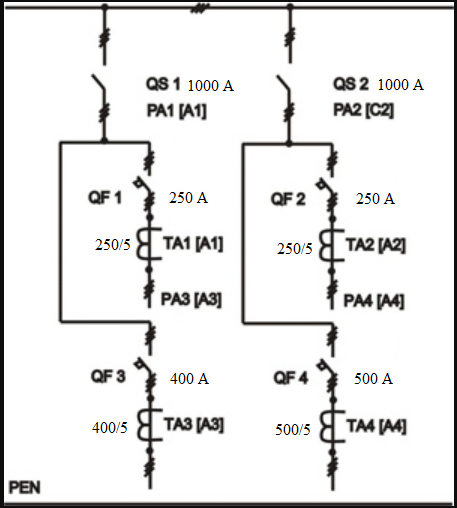 QS 1 1000 A
PA1 [A1]
QS 2 1000 A
PA2 [C2]
QF 1 250 A
250/5 TA1 [A1]
PA3 [A3]
QF 2 250 A
250/5 TA2 [A2]
PA4 [A4]
QF 3 400 A
400/5 TA3 [A3]
QF 4 500 A
500/5 TA4 [A4]
PEN